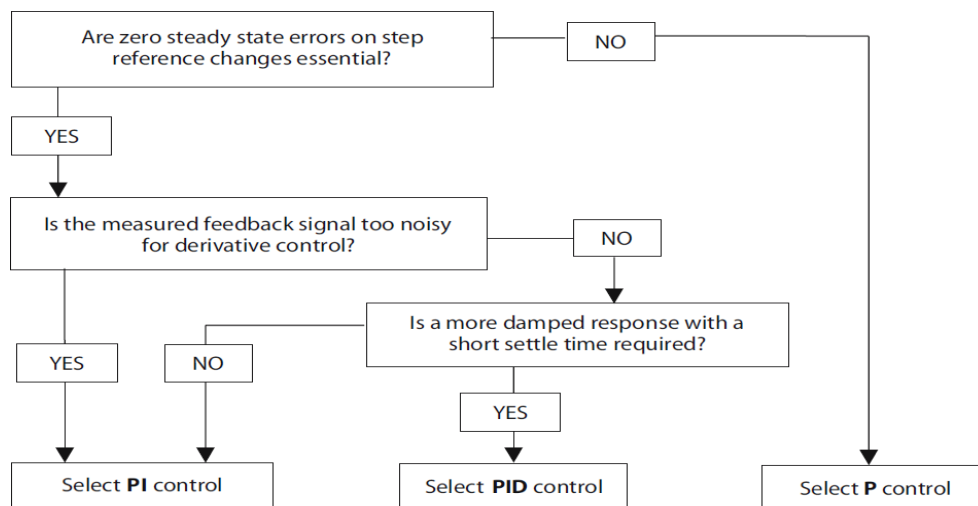 Are zero steady state errors on step
reference changes essential?
NO
YES
Is the measured feedback signal too noisy
for derivative control?
NO
Is a more damped response with a
short settle time required?
YES
NO
YES
Select PI control
Select PID control
Select P control